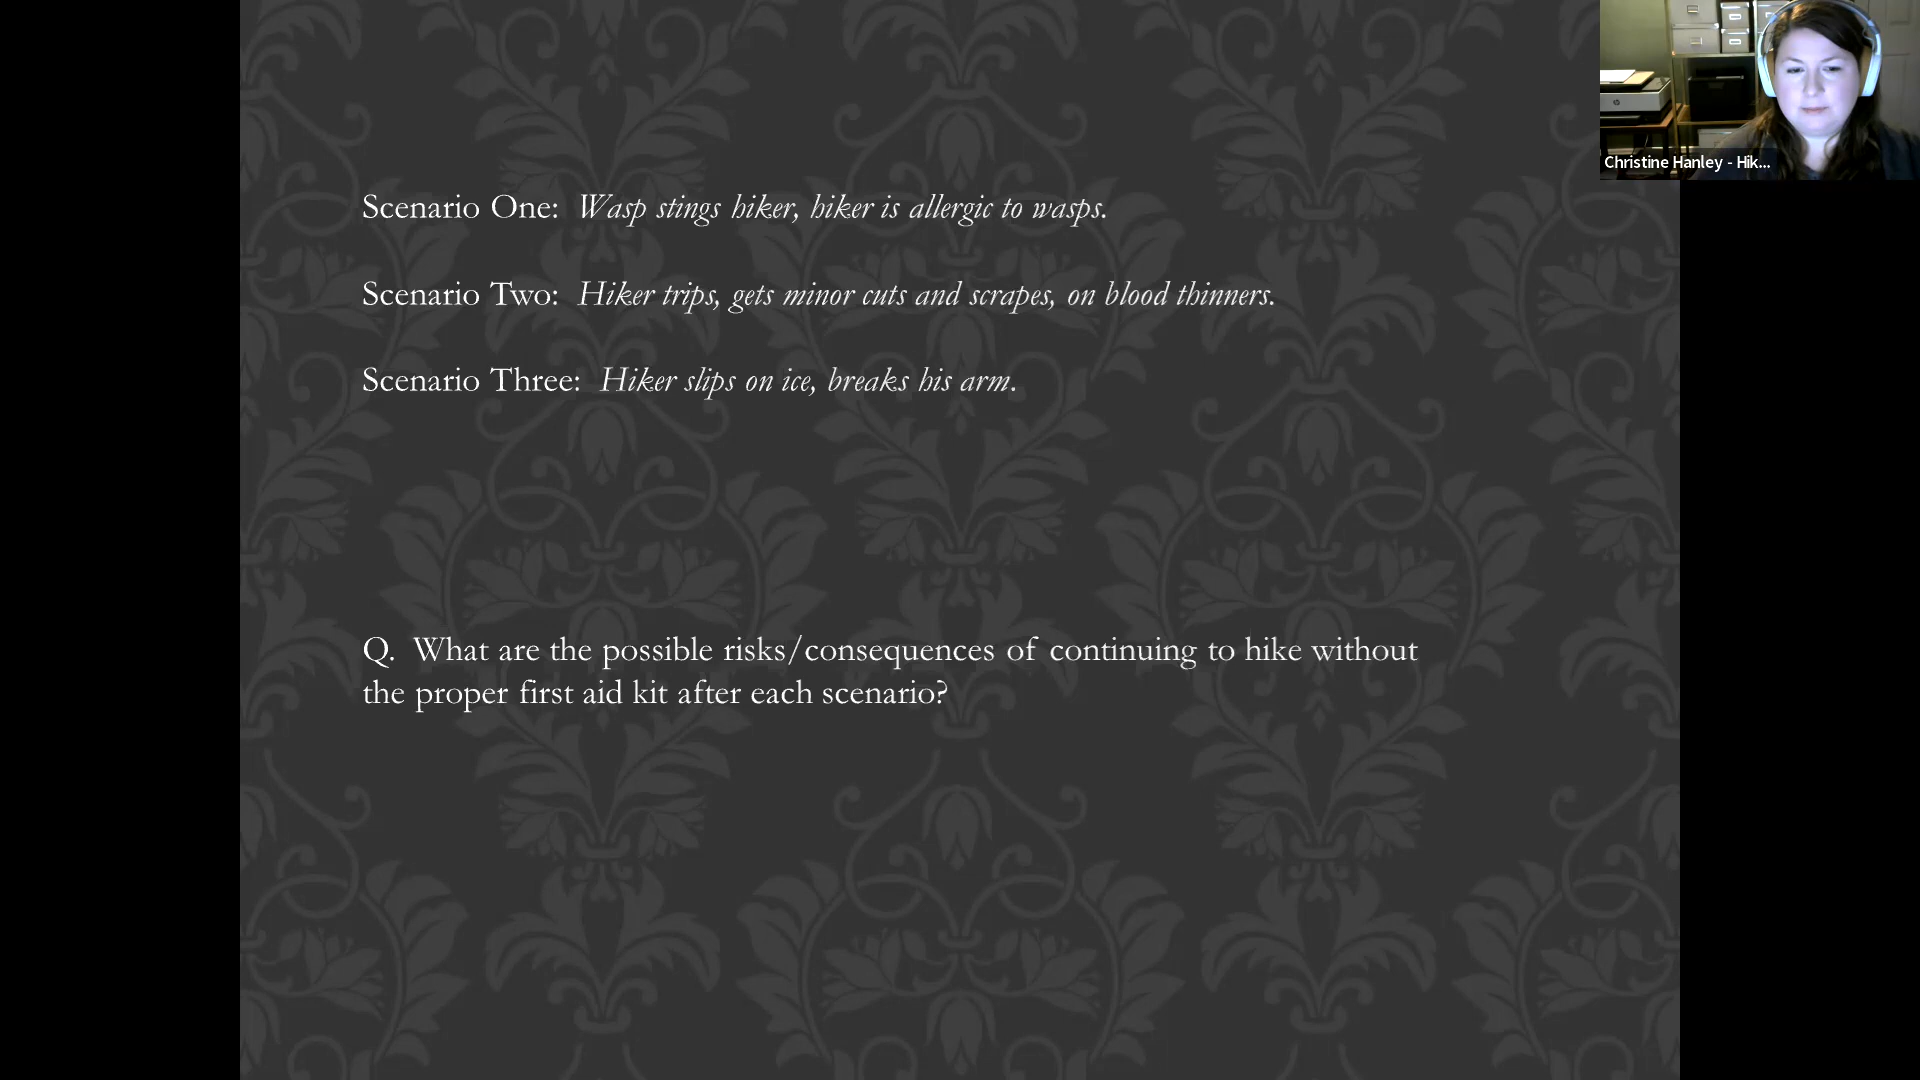 Scenario One: Wasp stings hiker, hiker is allergic to wasps.
Scenario Two: Hiker trips, gets minor cuts and scrapes, on blood thinners.
Scenario Three: Hiker slips on ice, breaks his arm.
Q. What are the possible risks/consequences of continuing to hike without
the proper first aid kit after each scenario?
Christine Hanley - Hik...